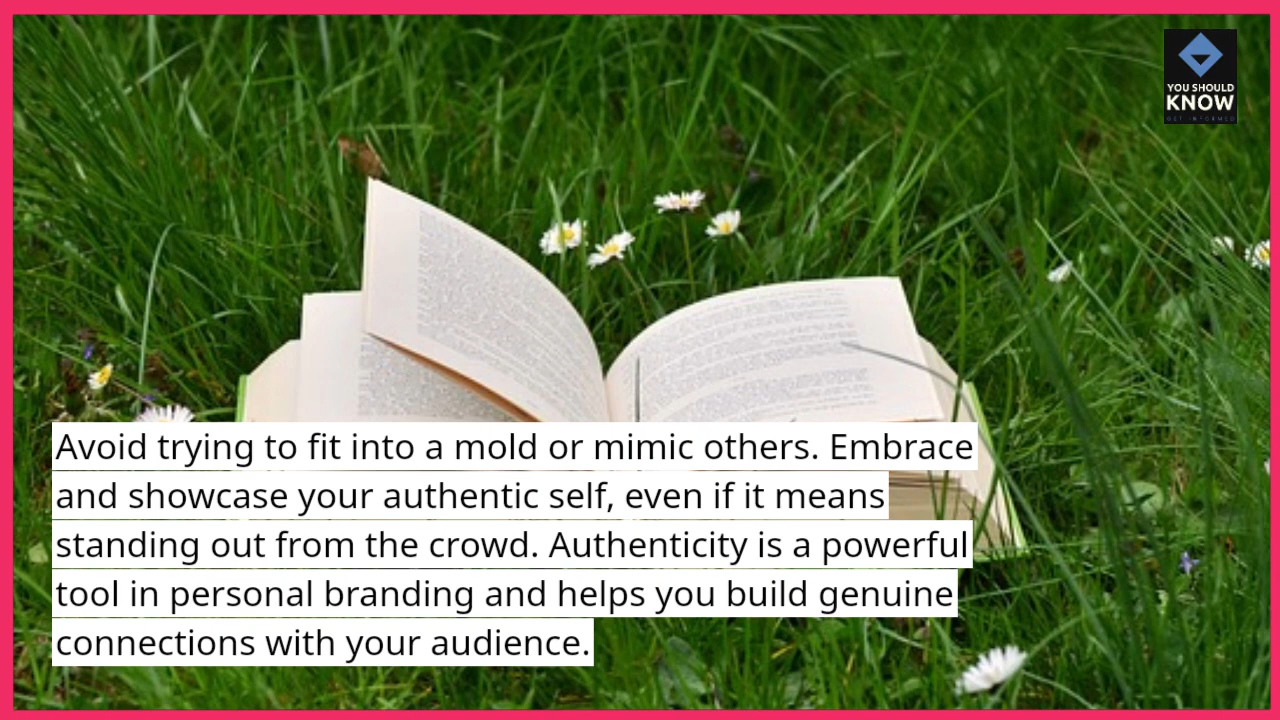 YOU SHOULD
KNOW
GET INFORMED
Avoid trying to fit into a mold or mimic others. Embrace
and showcase your authentic self, even if it means
standing out from the crowd. Authenticity is a powerful
tool in personal branding and helps you build genuine
connections with your audience.